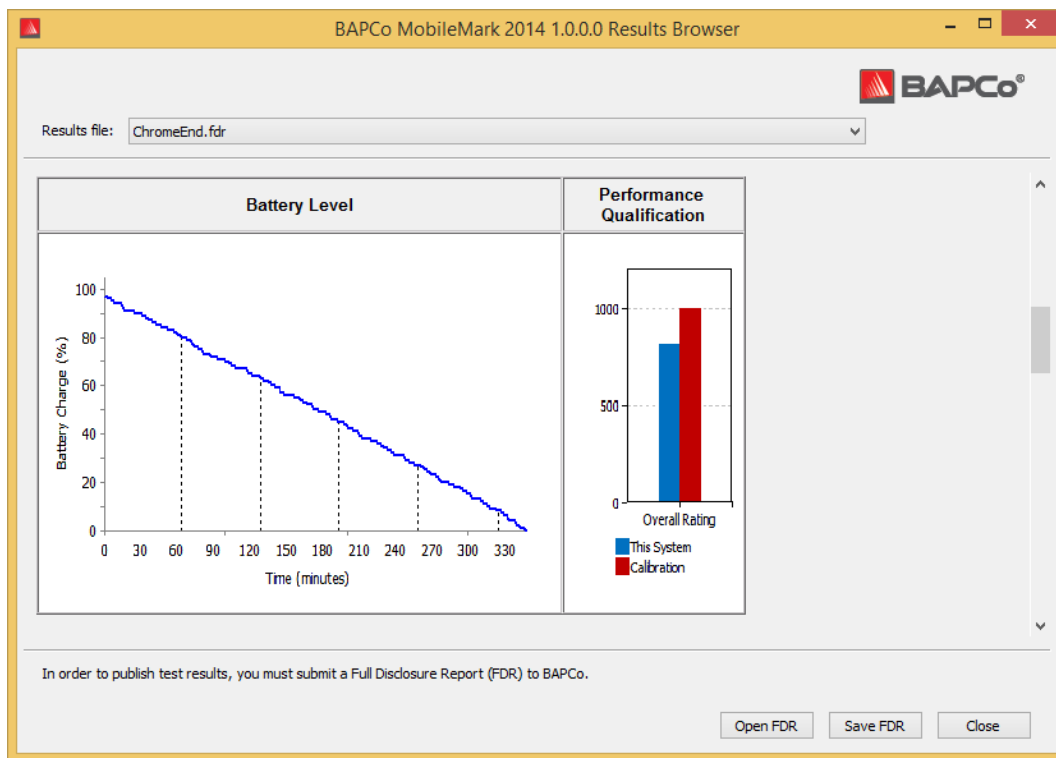 BAPCo MobileMark 2014 1.0.0.0 Results Browser
BAPCo®
Results file: ChromeEnd.fdr
Battery Level
Performance
Qualification
Battery Charge (%)
100
80
60
40
20
0
0 30 60 90 120 150 180 210 240 270 300 330
Time (minutes)
1000
500
0
Overall Rating
This System
Calibration
In order to publish test results, you must submit a Full Disclosure Report (FDR) to BAPCo.
Open FDR Save FDR Close